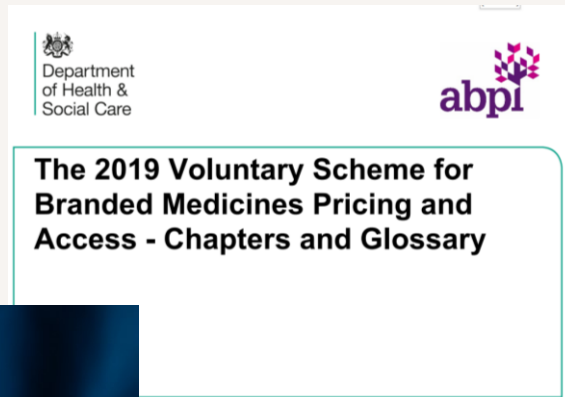 Department
of Health &
Social Care
abpi
The 2019 Voluntary Scheme for
Branded Medicines Pricing and
Access - Chapters and Glossary